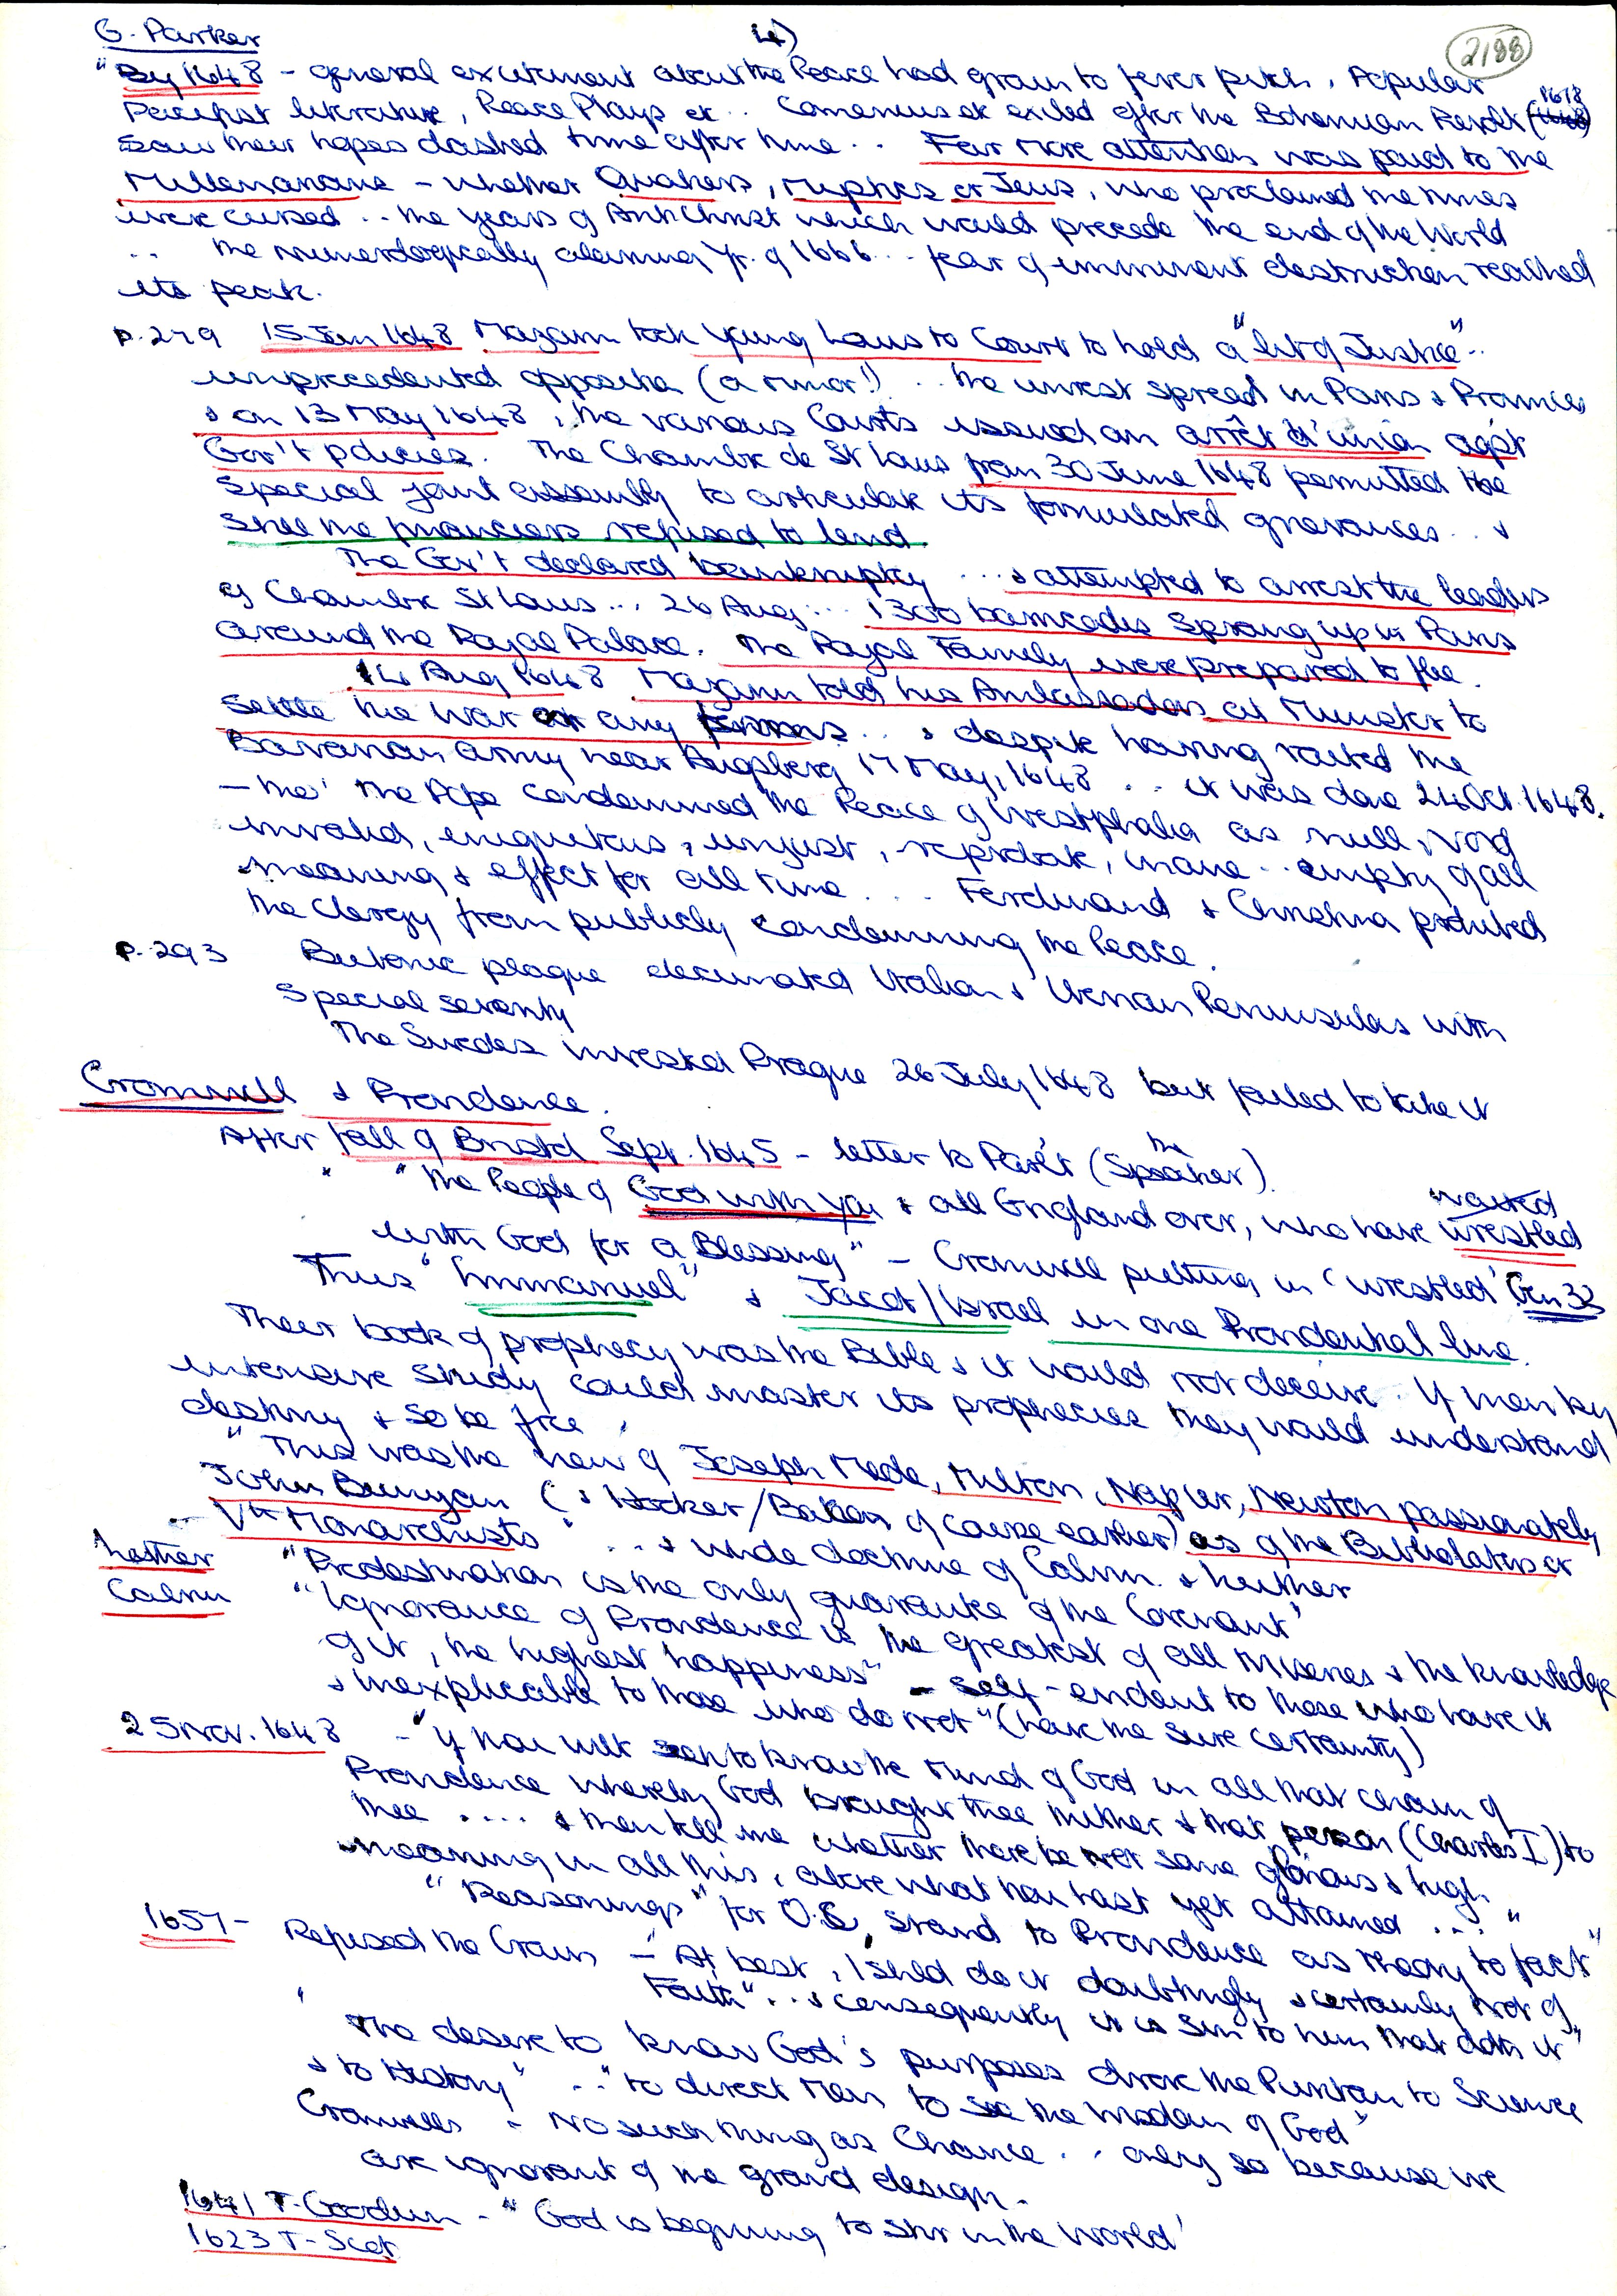 G. Parker
4)
2188
"By 1648 - general excitement about the Peace had grown to fever pitch. Popular
Pacifist literature, Peace Plays etc.. Comenius etc exiled after the Bohemian Revolt (1618)
saw their hopes dashed time after time .. Far more attention was paid to the
Millenarians - whether Quakers, Mystics or Jews, who proclaimed the times
were cursed .. the years of AntiChrist which would precede the end of the World
.. the numerologically alarming yr. of 1666... fear of imminent destruction reached
its peak.
p. 279 15 Jan 1648 Mazarin took young Louis to Court to hold a "lit of Justice" ..
unprecedented opposition (a minor!) .. the unrest spread in Paris & Provinces
& on 13 May 1648, the various Courts issued an arrêt d'union agst
Gov't policies. The Chambre de St Louis from 30 June 1648 permitted the
special joint assembly to articulate its formulated grievances .. &
still the financiers refused to lend.
The Gov't declared bankruptcy ... & attempted to arrest the leaders
of Chambre St Louis ... 26 Aug ... 1300 barricades sprang up in Paris
around the Royal Palace. The Royal Family were prepared to flee.
14 Aug 1648 Mazarin told his Ambassadors at Munster to
settle the war on any terms .. & despite having routed the
Bavarian army near Augsberg 17 May, 1648 .. it was done 24 Oct. 1648.
- tho' the Pope condemned the Peace of Westphalia as null, void
invalid, iniquitous, unjust, reprobate, inane .. empty of all
meaning & effect for all time ... Ferdinand & Christina prohibited
the clergy from publicly condemning the Peace.
p. 293 Bubonic plague decimated Italian & Iberian Peninsulas with
special severity
The Swedes invested Prague 26 July 1648 but failed to take it
Cromwell & Providence.
After fall of Bristol Sept. 1645 - letter to Parl't (the Speaker).
" "The People of God with you & all England over, who have waited wrestled
with God for a Blessing" - Cromwell putting in 'wrestled' Gen 32
Thus "Immanuel" & Jacob/Israel in one Providential line.
Their book of prophecy was the Bible & it would not deceive. If men by
intensive study could master its prophecies they would understand
destiny & so be free.
"This was the view of Joseph Mede, Milton, Napier, Newton passionately
John Bunyan (& Hooker/Bacon of course earlier) as of the Bibliolaters or
.. Vth Monarchists" ... & whole doctrine of Calvin & Luther
Luther "Predestination is the only guarantee of the Covenant"
Calvin "Ignorance of Providence is the greatest of all miseries & the knowledge
of it, the highest happiness" - self-evident to those who have it
& inexplicable to those who do not" (have the sure certainty)
25 Nov. 1648 - "If thou wilt seek to know the mind of God in all that chain of
Providence whereby God brought thee thither & that person (Charles I) to
thee .... & then tell me whether there be not some glorious & high
meaning in all this, above what thou hast yet attained ..."
"Reasonings" for O.C. stand to Providence as theory to fact"
1657 - Refused the Crown - "At best, I shld do it doubtingly & certainly not of
Faith" .. & consequently it is sin to him that doth it"
"The desire to know God's purposes drove the Puritan to Science
& to History" .. "to direct Men to see the wisdom of God"
Cromwell - No such thing as Chance .. only so because we
are ignorant of the grand design.
1641 T. Goodwin - "God is beginning to stir in the World'
1623 T. Scot